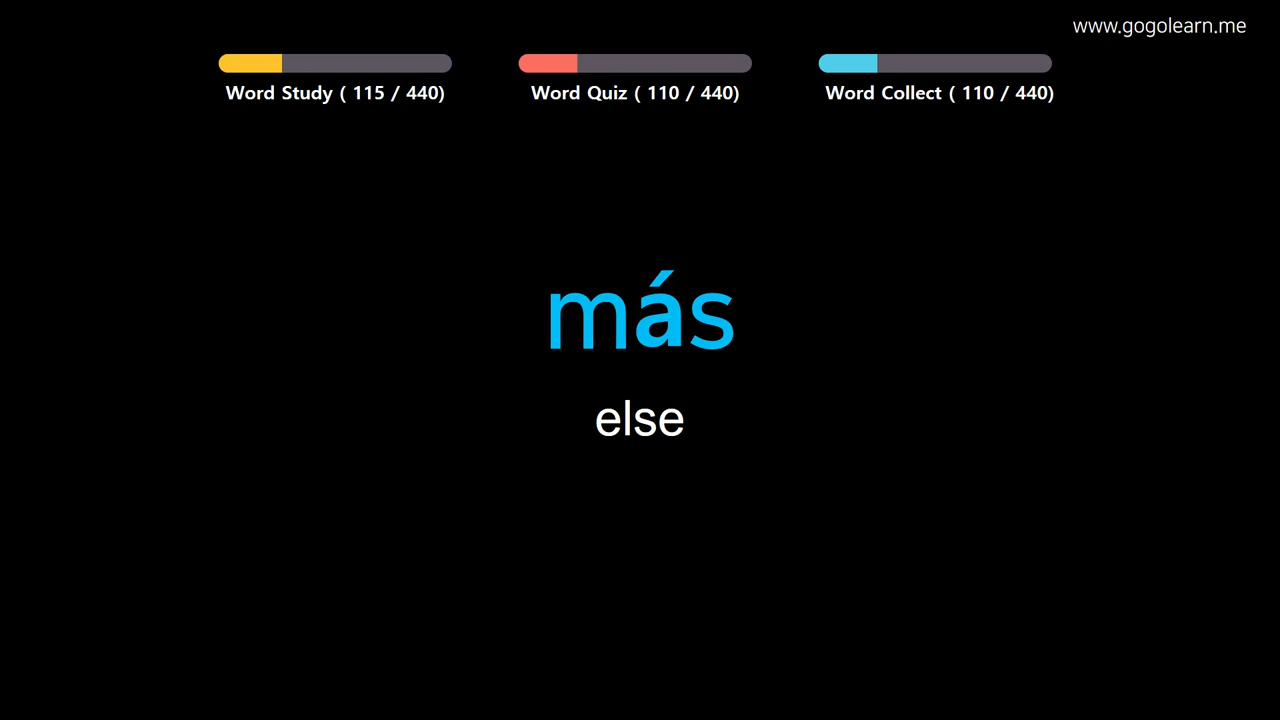 www.gogolearn.me
Word Study ( 115 / 440)
Word Quiz ( 110 / 440)
Word Collect ( 110 / 440)
más
else